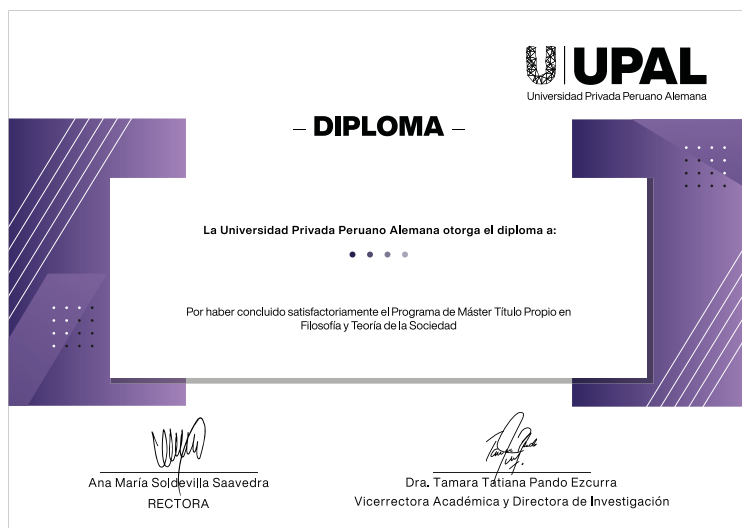 UPAL
Universidad Privada Peruano Alemana
– DIPLOMA –
La Universidad Privada Peruano Alemana otorga el diploma a:
Por haber concluido satisfactoriamente el Programa de Máster Título Propio en
Filosofía y Teoría de la Sociedad
Ana María Soldevilla Saavedra
RECTORA
Dra. Tamara Tatiana Pando Ezcurra
Vicerrectora Académica y Directora de Investigación